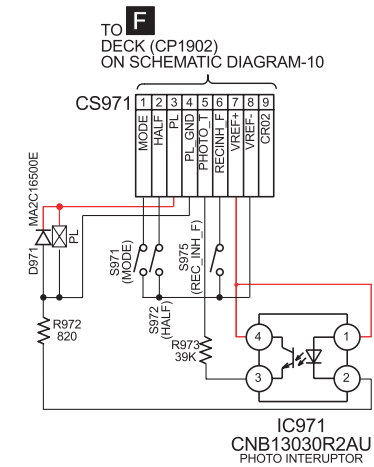 TO F
DECK (CP1902)
ON SCHEMATIC DIAGRAM-10
CS971
1 2 3 4 5 6 7 8 9
MODE
HALF
PL
PL_GND
PHOTO_T
RECINH_F
VREF+
VREF-
CR02
MA2C16500E
D971
PL
S971
(MODE)
S972
(HALF)
S975
(REC_INH_F)
R972
820
R973
39K
4
1
3
2
IC971
CNB13030R2AU
PHOTO INTERUPTOR